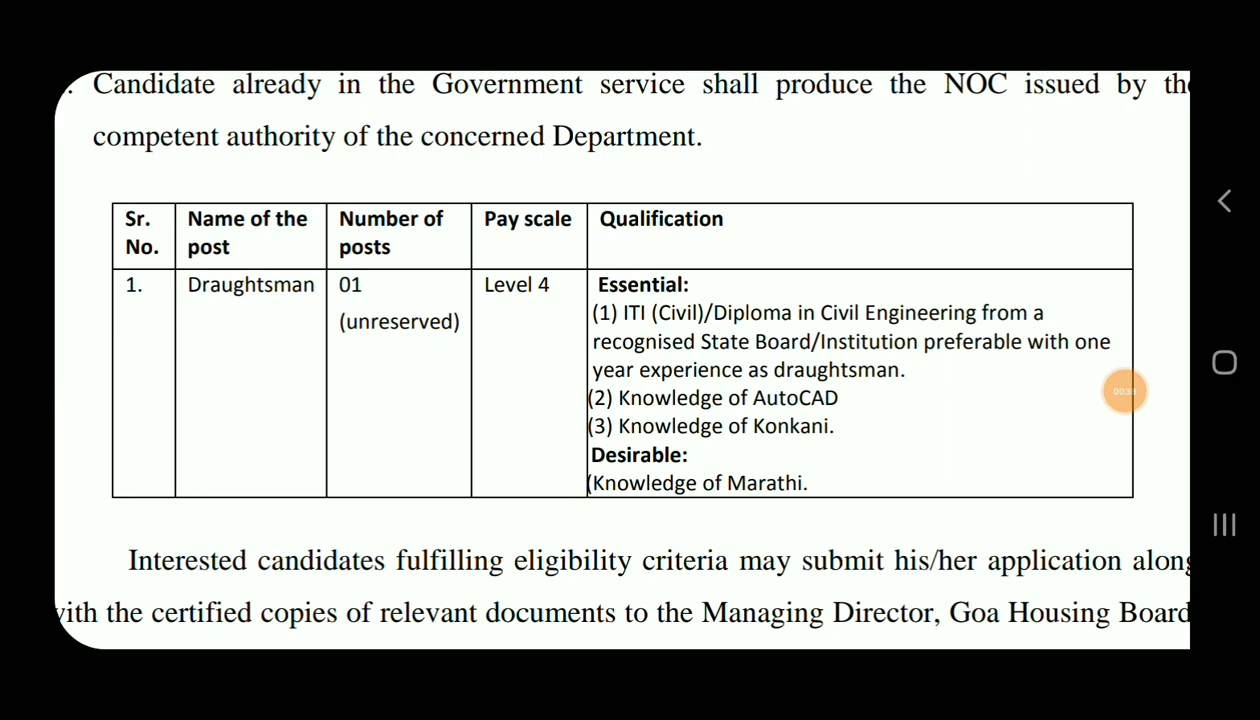 Candidate already in the Government service shall produce the NOC issued by the
competent authority of the concerned Department.
Sr. No. Name of the post Number of posts Pay scale Qualification
1. Draughtsman 01 (unreserved) Level 4 Essential:
(1) ITI (Civil)/Diploma in Civil Engineering from a
recognised State Board/Institution preferable with one
year experience as draughtsman.
(2) Knowledge of AutoCAD
(3) Knowledge of Konkani.
Desirable:
(Knowledge of Marathi.
Interested candidates fulfilling eligibility criteria may submit his/her application along
with the certified copies of relevant documents to the Managing Director, Goa Housing Board